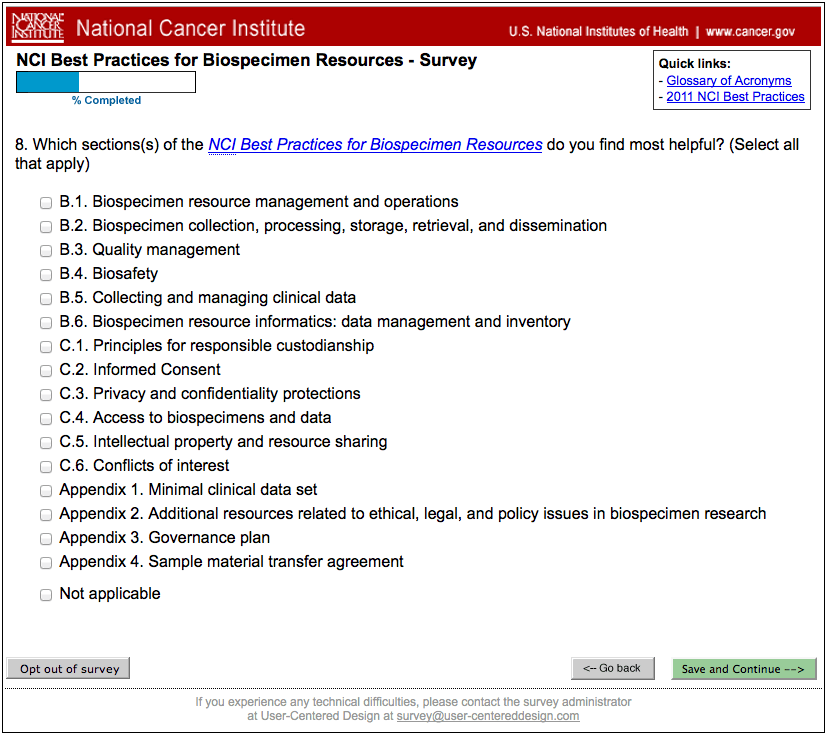 NATIONAL
CANCER
INSTITUTE
National Cancer Institute
U.S. National Institutes of Health | www.cancer.gov
NCI Best Practices for Biospecimen Resources - Survey
% Completed
Quick links:
- Glossary of Acronyms
- 2011 NCI Best Practices
8. Which sections(s) of the NCI Best Practices for Biospecimen Resources do you find most helpful? (Select all
that apply)
B.1. Biospecimen resource management and operations
B.2. Biospecimen collection, processing, storage, retrieval, and dissemination
B.3. Quality management
B.4. Biosafety
B.5. Collecting and managing clinical data
B.6. Biospecimen resource informatics: data management and inventory
C.1. Principles for responsible custodianship
C.2. Informed Consent
C.3. Privacy and confidentiality protections
C.4. Access to biospecimens and data
C.5. Intellectual property and resource sharing
C.6. Conflicts of interest
Appendix 1. Minimal clinical data set
Appendix 2. Additional resources related to ethical, legal, and policy issues in biospecimen research
Appendix 3. Governance plan
Appendix 4. Sample material transfer agreement
Not applicable
Opt out of survey
<-- Go back
Save and Continue -->
If you experience any technical difficulties, please contact the survey administrator
at User-Centered Design at survey@user-centereddesign.com